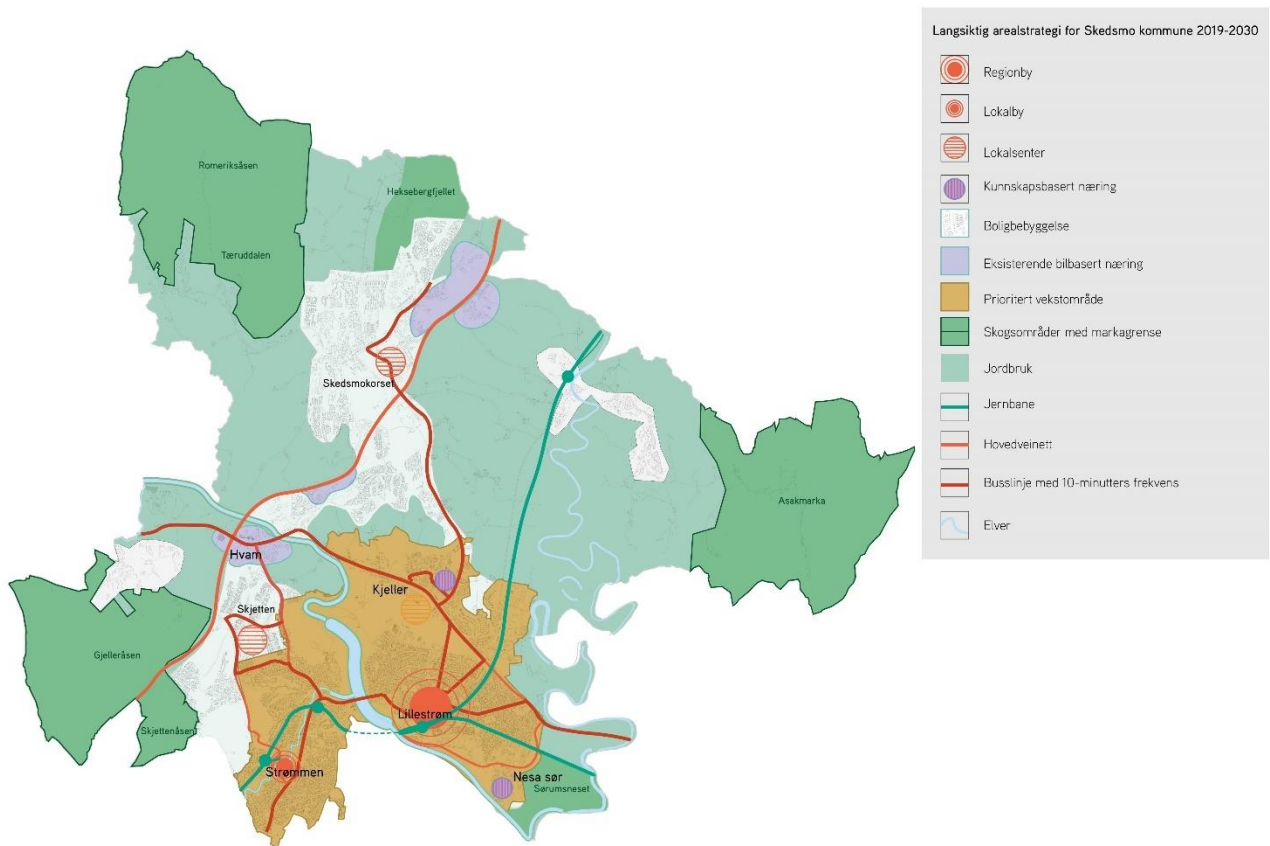 Langsiktig arealstrategi for Skedsmo kommune 2019-2030
Regionby
Lokalby
Lokalsenter
Kunnskapsbasert næring
Boligbebyggelse
Eksisterende bilbasert næring
Prioritert vekstområde
Skogsområder med markagrense
Jordbruk
Jernbane
Hovedveinett
Busslinje med 10-minutters frekvens
Elver
Romeriksåsen
Heksebergfjellet
Tæruddalen
Skedsmokorset
Asakmarka
Hvam
Kjeller
Skjetten
Gjelleråsen
Lillestrøm
Skjettenåsen
Strømmen
Nesa sør
Sørumsneset